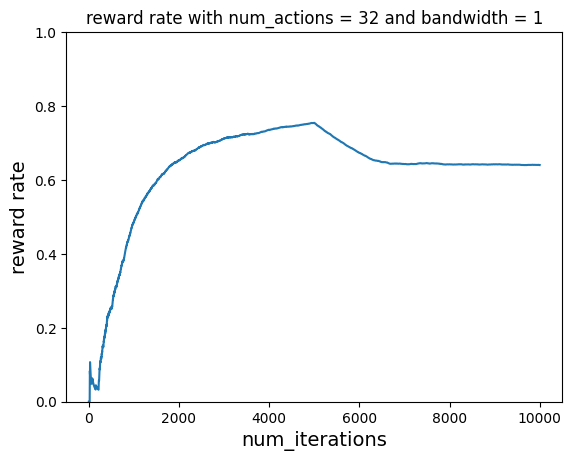 reward rate with num_actions = 32 and bandwidth = 1
1.0
0.8
0.6
0.4
0.2
0.0
reward rate
0 2000 4000 6000 8000 10000
num_iterations